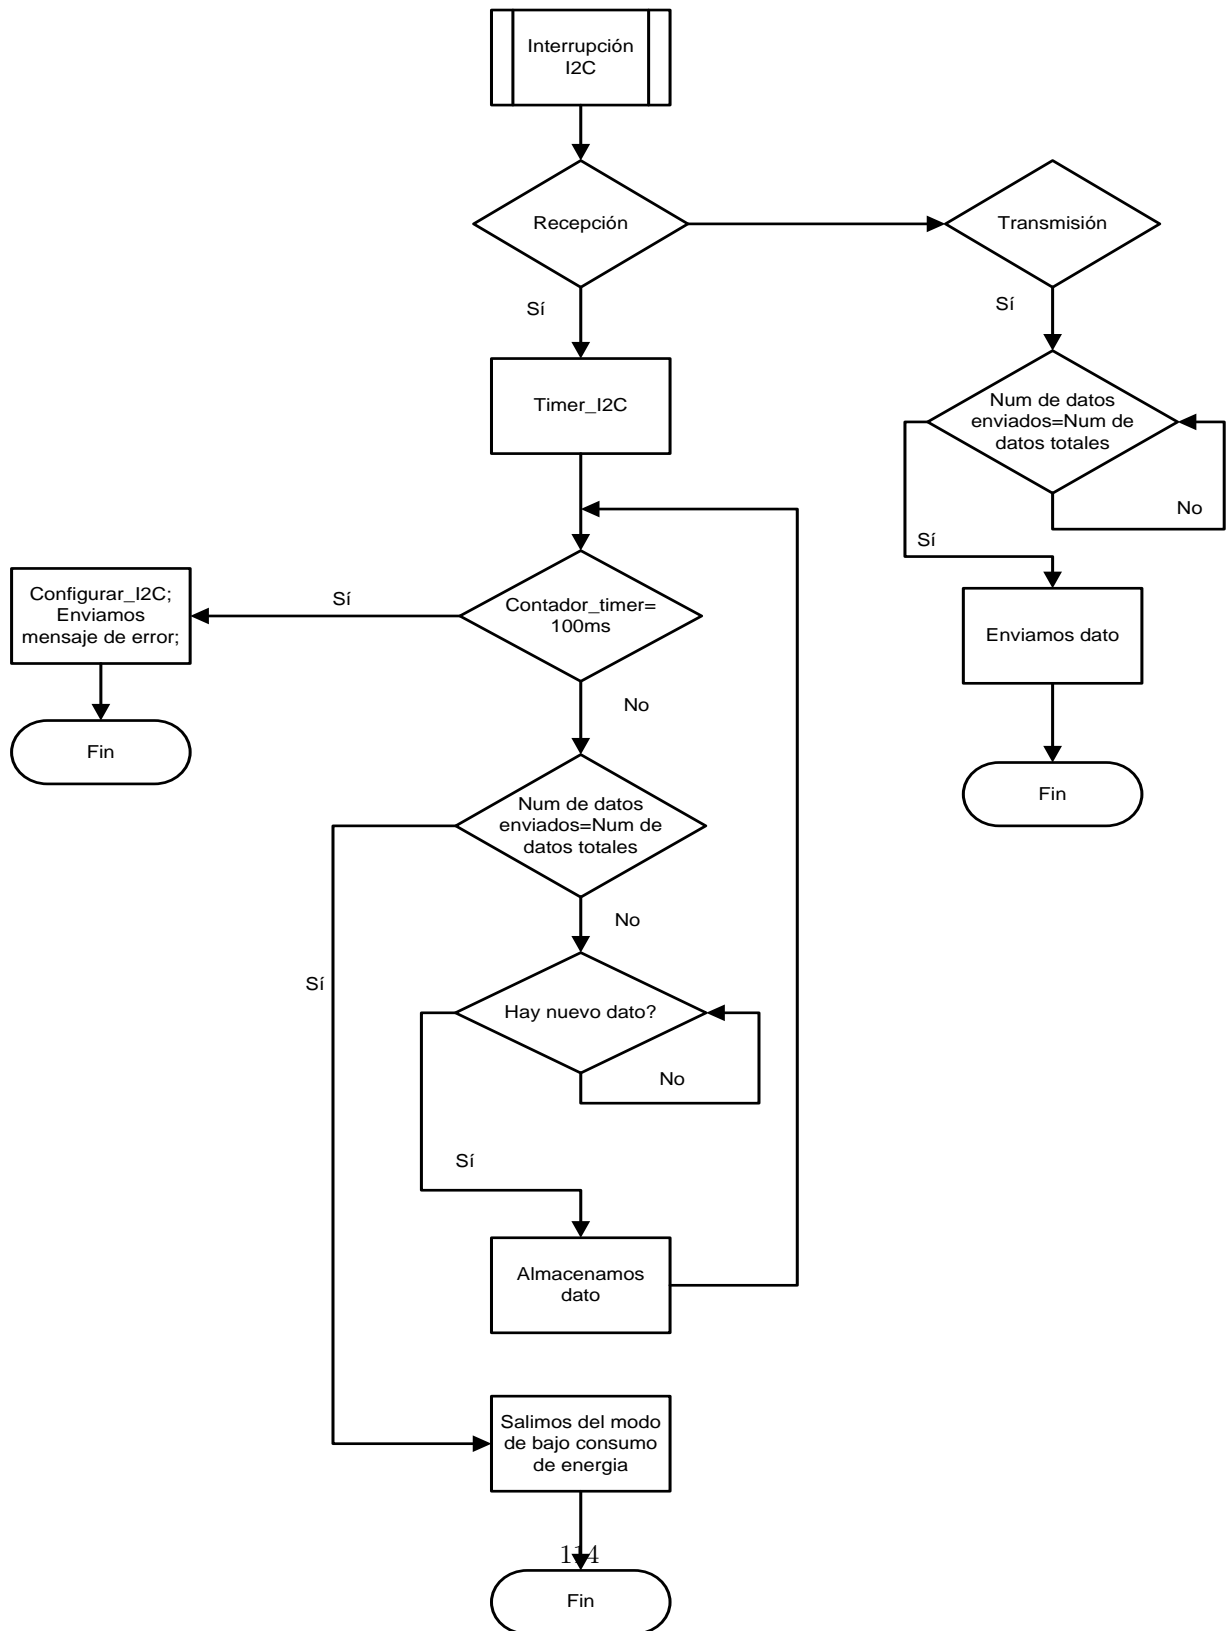 Interrupción
I2C
Recepción
Transmisión
Sí
Sí
Timer_I2C
Num de datos
enviados=Num de
datos totales
No
Sí
Configurar_I2C;
Enviamos
mensaje de error;
Sí
Contador_timer=
100ms
Enviamos dato
No
Fin
Fin
Num de datos
enviados=Num de
datos totales
No
Sí
Hay nuevo dato?
No
Sí
Almacenamos
dato
Salimos del modo
de bajo consumo
de energia
114
Fin